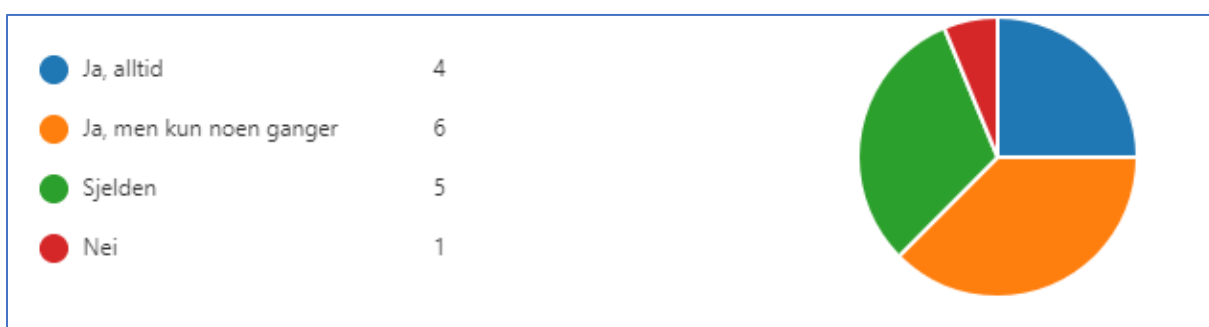 Ja, alltid 4
Ja, men kun noen ganger 6
Sjelden 5
Nei 1